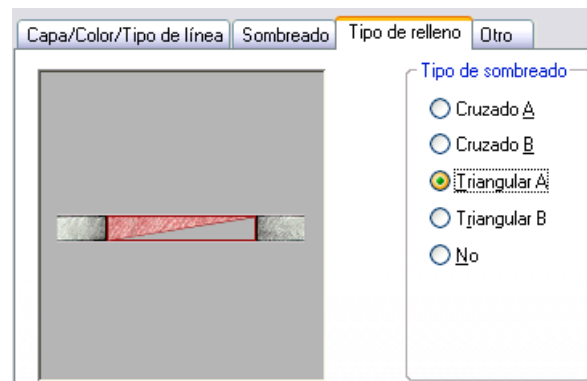 Capa/Color/Tipo de línea Sombreado Tipo de relleno Otro
Tipo de sombreado
Cruzado A
Cruzado B
Triangular A
Triangular B
No